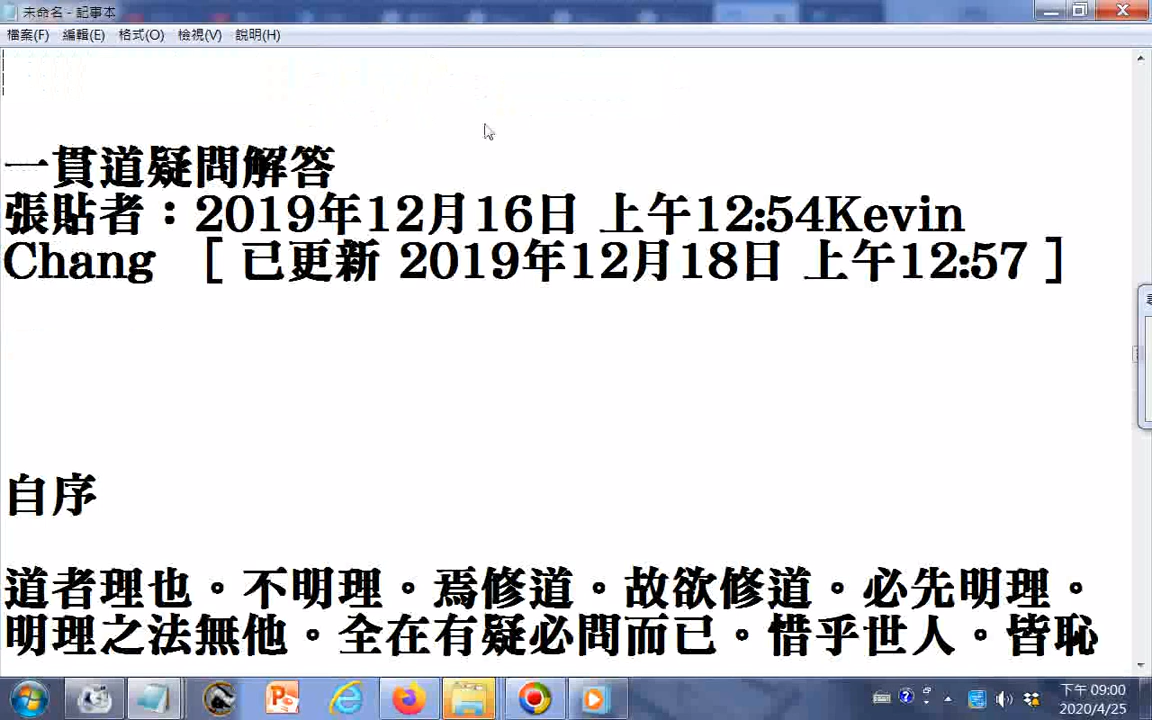 未命名 - 記事本
檔案(F) 編輯(E) 格式(O) 檢視(V) 說明(H)
一貫道疑問解答
張貼者：2019年12月16日 上午12:54Kevin
Chang [ 已更新 2019年12月18日 上午12:57 ]
自序
道者理也。不明理。焉修道。故欲修道。必先明理。
明理之法無他。全在有疑必問而已。惜乎世人。皆恥
下午 09:00
2020/4/25